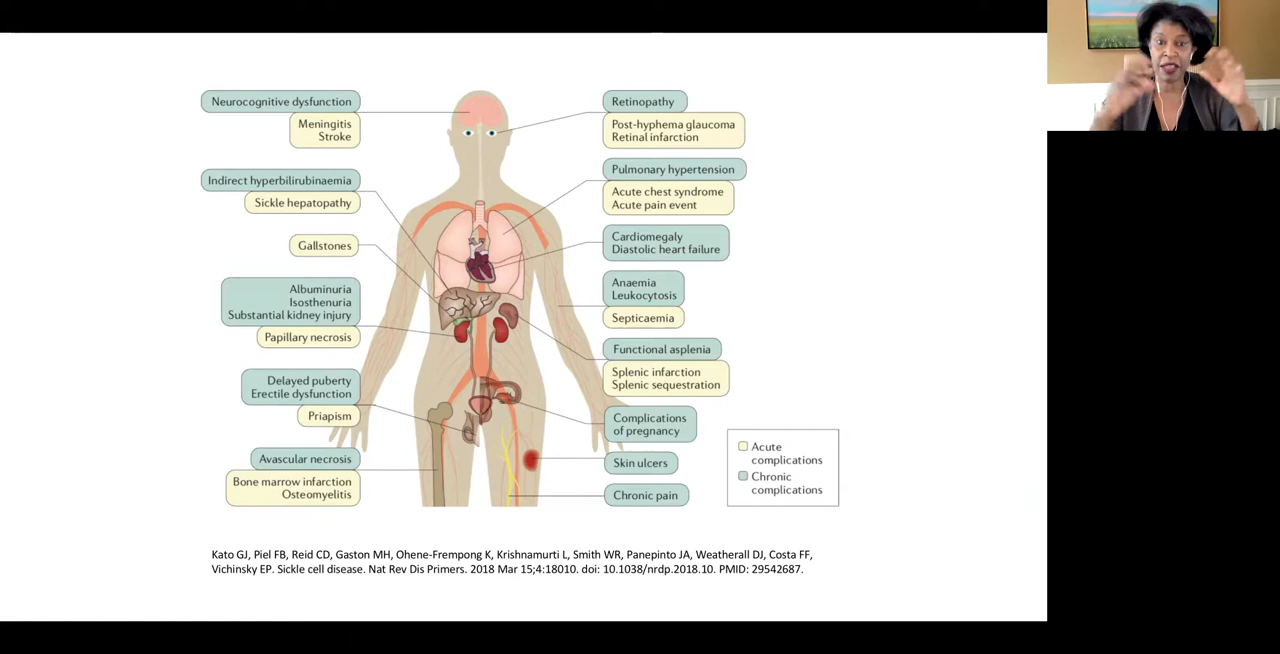 Neurocognitive dysfunction
Meningitis
Stroke
Indirect hyperbilirubinaemia
Sickle hepatopathy
Gallstones
Albuminuria
Isosthenuria
Substantial kidney injury
Papillary necrosis
Delayed puberty
Erectile dysfunction
Priapism
Avascular necrosis
Bone marrow infarction
Osteomyelitis
Retinopathy
Post-hyphema glaucoma
Retinal infarction
Pulmonary hypertension
Acute chest syndrome
Acute pain event
Cardiomegaly
Diastolic heart failure
Anaemia
Leukocytosis
Septicaemia
Functional asplenia
Splenic infarction
Splenic sequestration
Complications
of pregnancy
Skin ulcers
Chronic pain
Acute
complications
Chronic
complications
Kato GJ, Piel FB, Reid CD, Gaston MH, Ohene-Frempong K, Krishnamurti L, Smith WR, Panepinto JA, Weatherall DJ, Costa FF,
Vichinsky EP. Sickle cell disease. Nat Rev Dis Primers. 2018 Mar 15;4:18010. doi: 10.1038/nrdp.2018.10. PMID: 29542687.